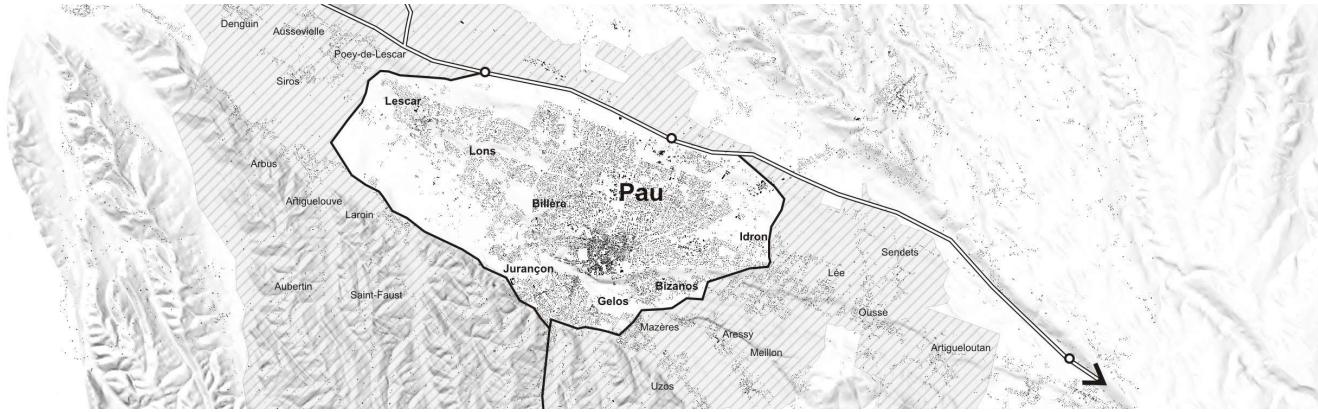 Denguin
Aussevielle
Poey-de-Lescar
Siros
Lescar
Lons
Arbus
Pau
Artiguelouve
Billère
Laroin
Idron
Sendets
Jurançon
Lée
Aubertin
Saint-Faust
Bizanos
Gelos
Ousse
Mazères
Aressy
Meillon
Artigueloutan
Uzos